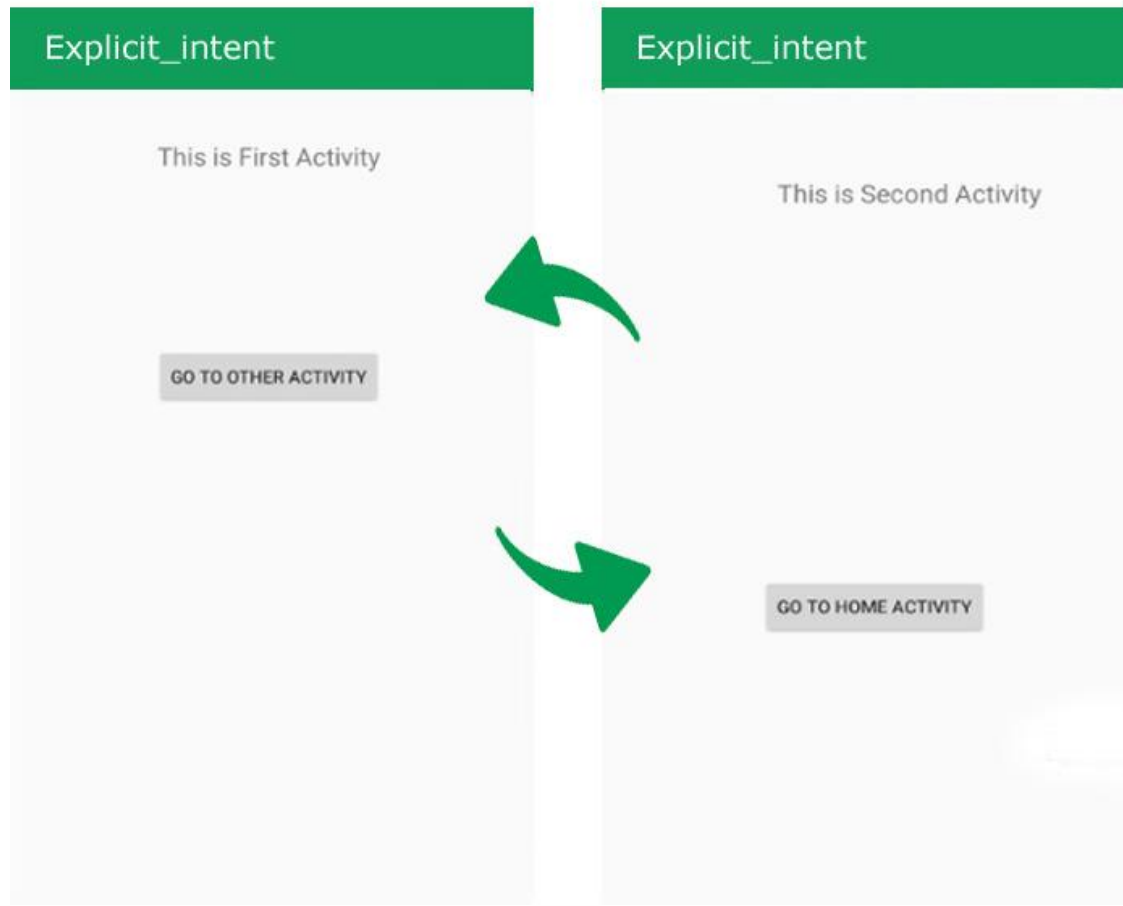 Explicit_intent
This is First Activity
GO TO OTHER ACTIVITY
Explicit_intent
This is Second Activity
GO TO HOME ACTIVITY